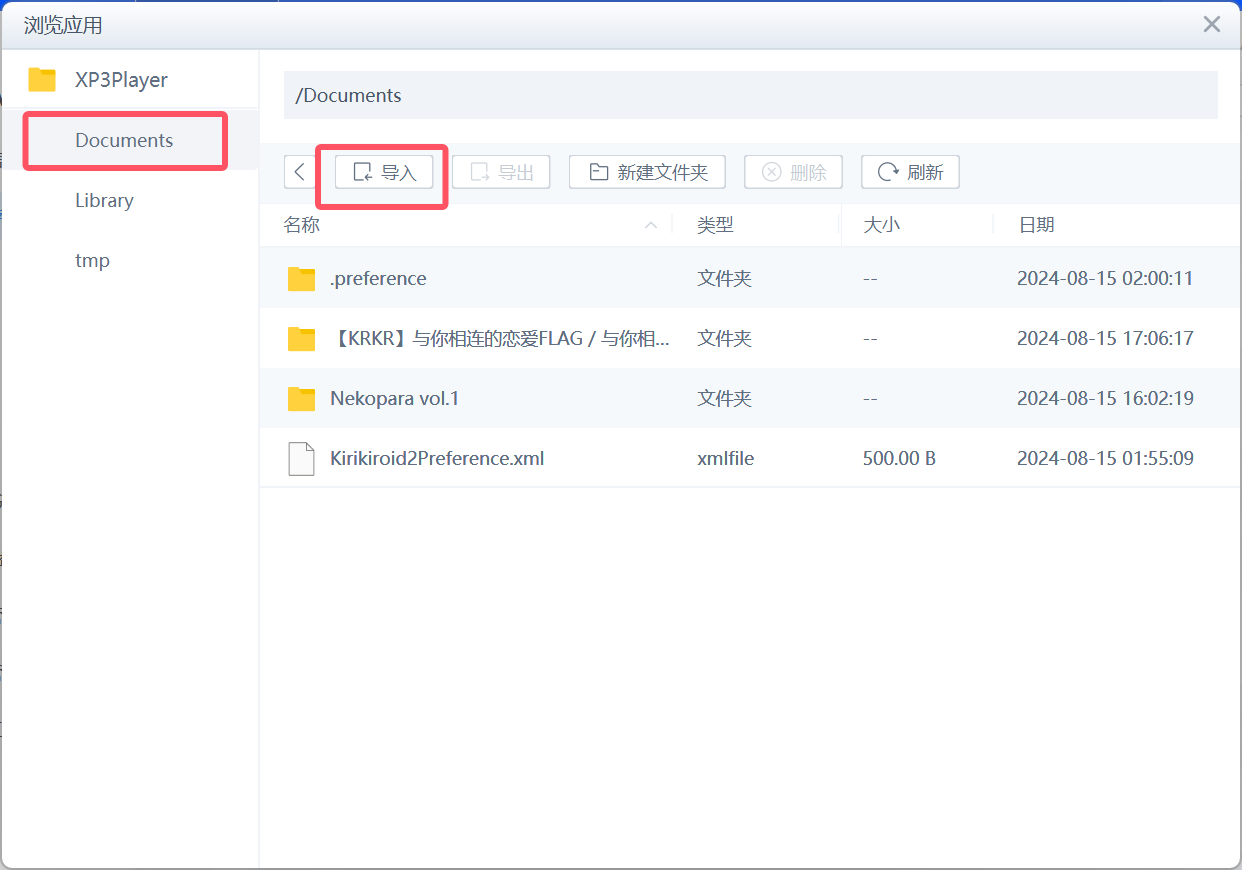 浏览应用
XP3Player
Documents
Library
tmp
/Documents
导入 导出 新建文件夹 删除 刷新
名称 类型 大小 日期
.preference 文件夹 -- 2024-08-15 02:00:11
【KRKR】与你相连的恋爱FLAG / 与你相... 文件夹 -- 2024-08-15 17:06:17
Nekopara vol.1 文件夹 -- 2024-08-15 16:02:19
Kirikiroid2Preference.xml xmlfile 500.00 B 2024-08-15 01:55:09